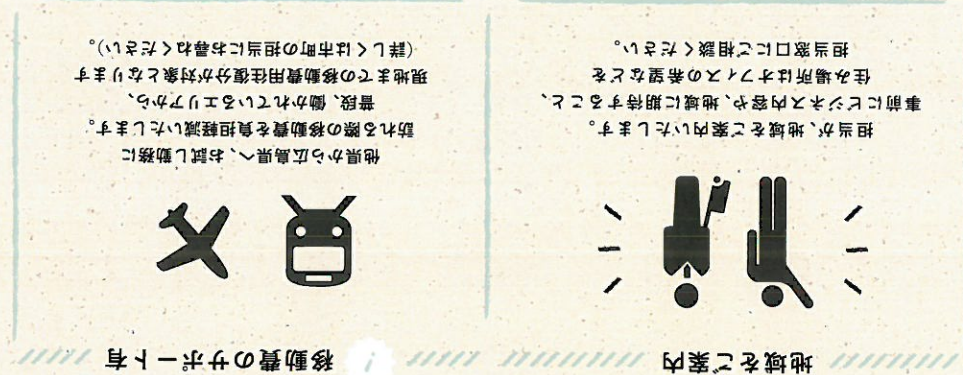 地域をご案内
担当が、地域をご案内いたします。
事前にビジネス内容や、地域に期待すること、
住み場所はオフィスの希望などを
担当窓口にご相談ください。
i
移動費のサポート有
他県から広島県へ、お試し勤務に
訪れる際の移動費を負担軽減いたします。
普段、働かれているエリアから、
現地までの移動費用往復分が対象となります
（詳しくは市町の担当にお尋ねください）。